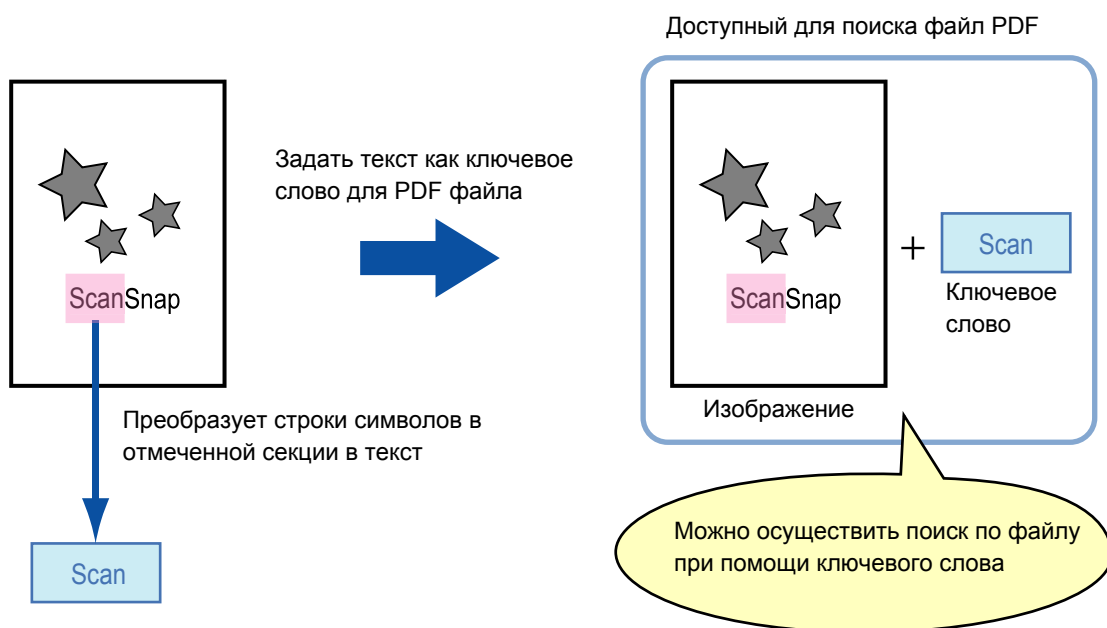 Доступный для поиска файл PDF
Задать текст как ключевое
слово для PDF файла
ScanSnap
Преобразует строки символов в
отмеченной секции в текст
Scan
ScanSnap
+
Scan
Ключевое
слово
Изображение
Можно осуществить поиск по файлу
при помощи ключевого слова